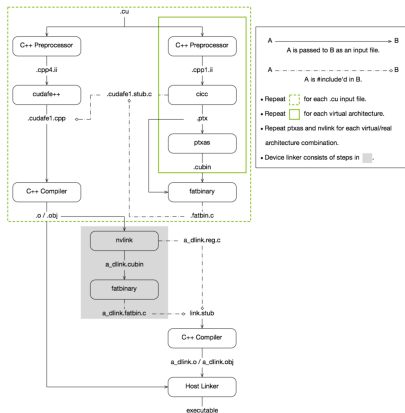 .cu
C++ Preprocessor
C++ Preprocessor
.cpp4.ii
.cpp1.ii
cudafe++
.cudafe1.stub.c
cicc
.cudafe1.cpp
.ptx
ptxas
.cubin
C++ Compiler
fatbinary
.o / .obj
.fatbin.c
nvlink
a_dlink.reg.c
a_dlink.cubin
fatbinary
a_dlink.fatbin.c
link.stub
C++ Compiler
a_dlink.o / a_dlink.obj
Host Linker
executable
A B
A is passed to B as an input file.
A B
A is #include'd in B.
• Repeat for each .cu input file.
• Repeat for each virtual architecture.
• Repeat ptxas and nvlink for each virtual/real
architecture combination.
• Device linker consists of steps in .